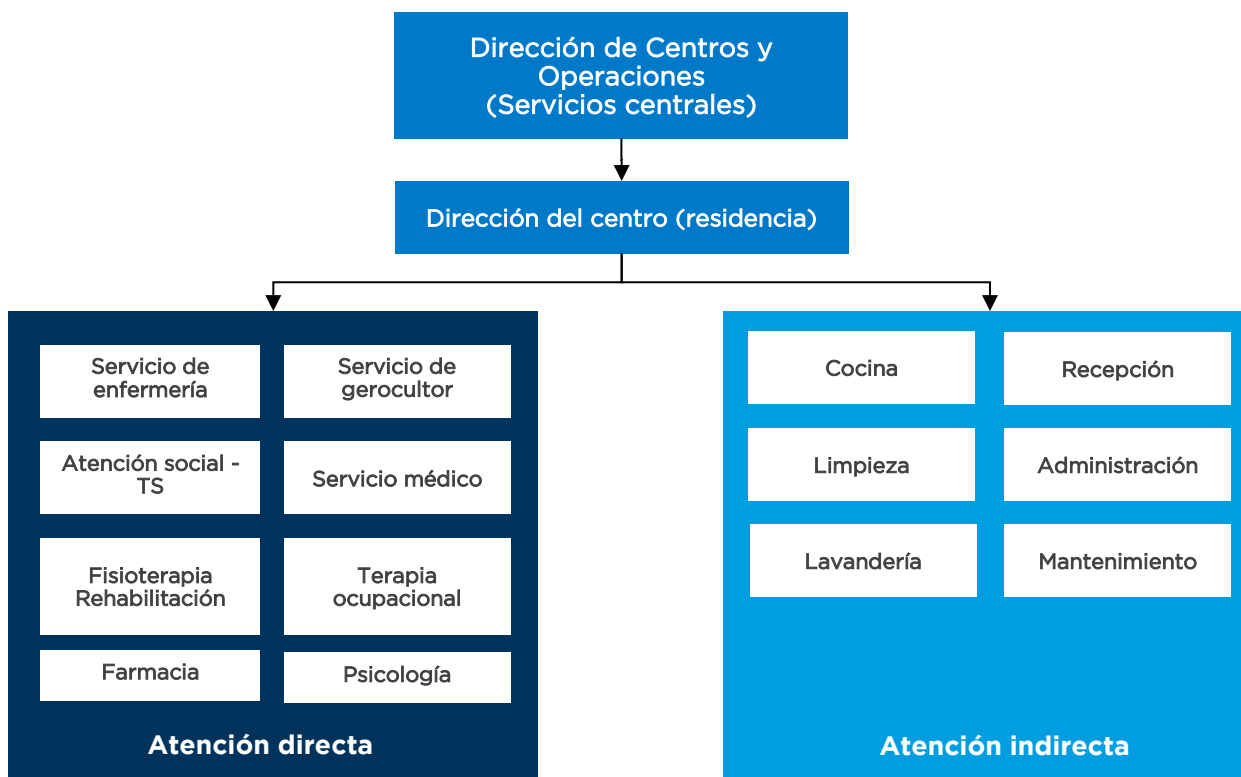 Dirección de Centros y
Operaciones
(Servicios centrales)
Dirección del centro (residencia)
Servicio de
enfermería
Servicio de
gerocultor
Atención social -
TS
Servicio médico
Fisioterapia
Rehabilitación
Terapia
ocupacional
Farmacia
Psicología
Atención directa
Cocina
Recepción
Limpieza
Administración
Lavandería
Mantenimiento
Atención indirecta